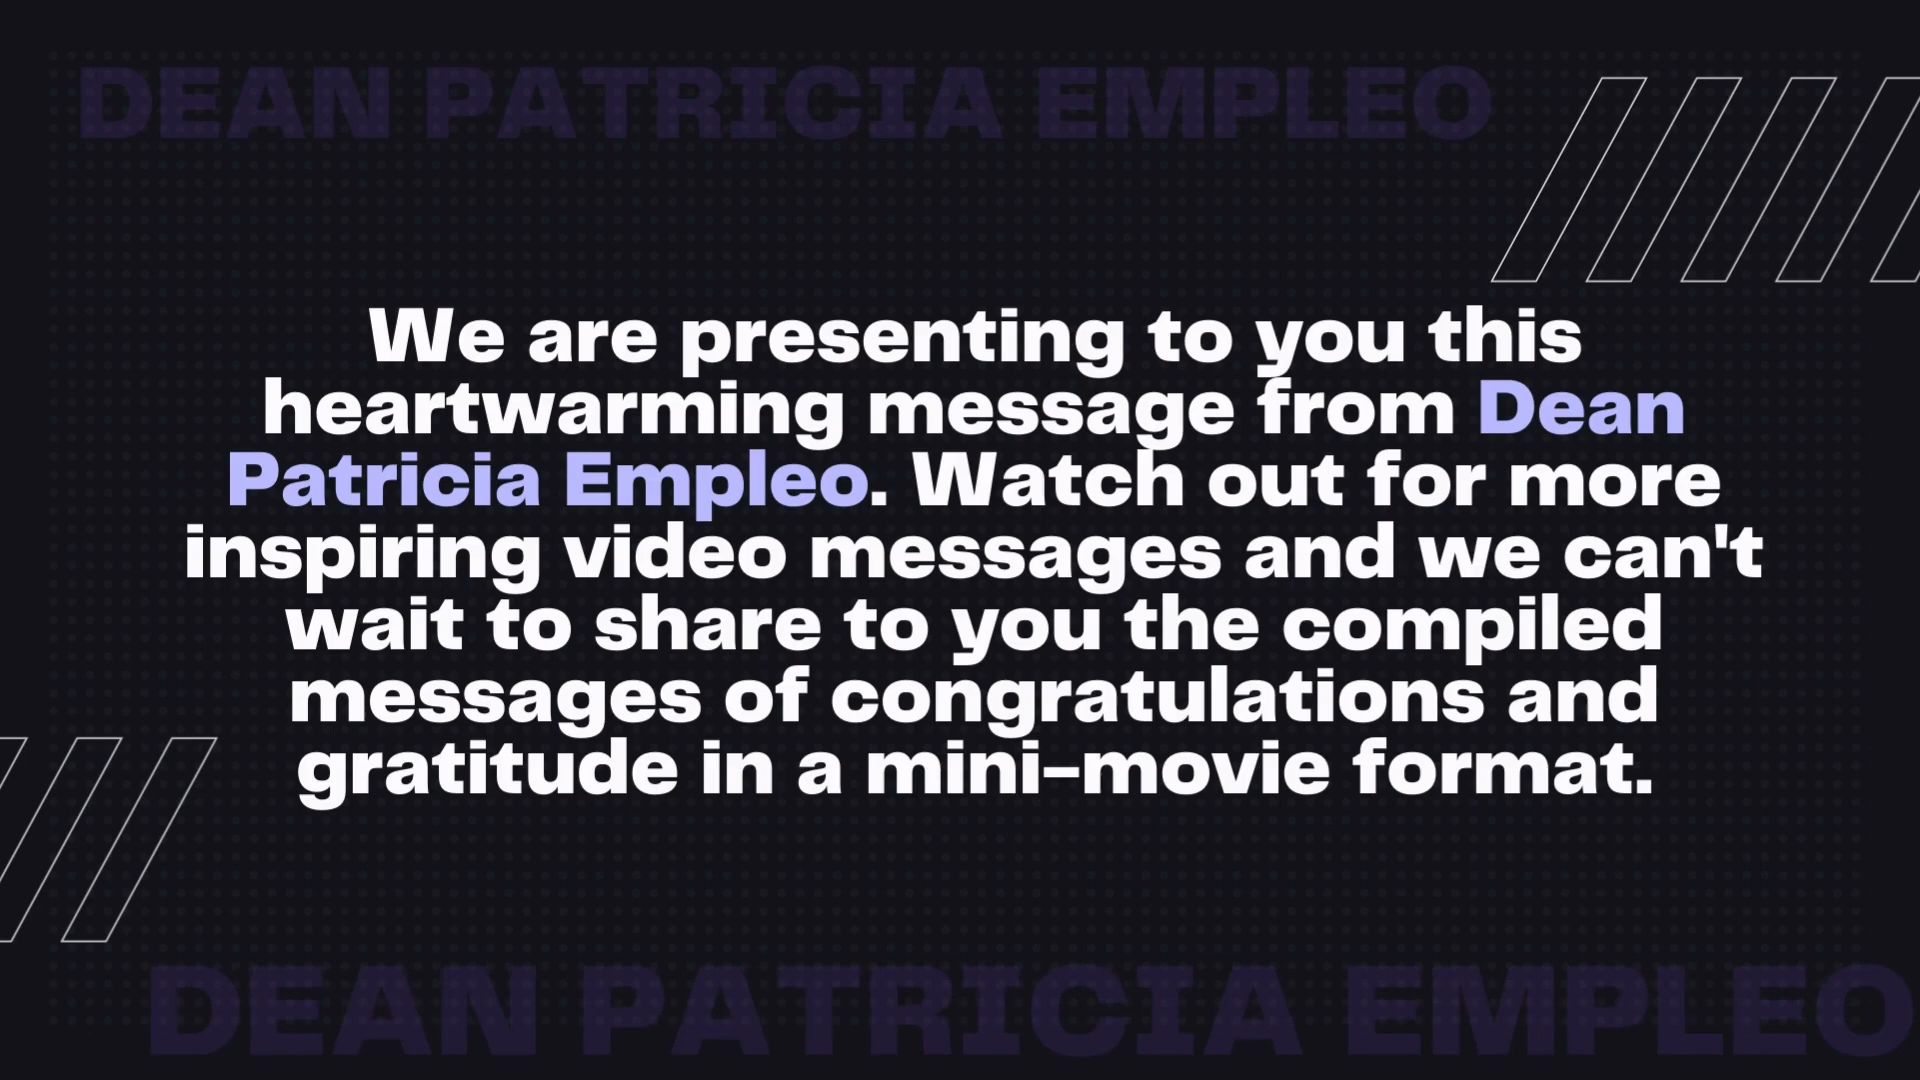 DEAN PATRICIA EMPLEO
We are presenting to you this
heartwarming message from Dean
Patricia Empleo. Watch out for more
inspiring video messages and we can't
wait to share to you the compiled
messages of congratulations and
gratitude in a mini-movie format.
DEAN PATRICIA EMPLEO